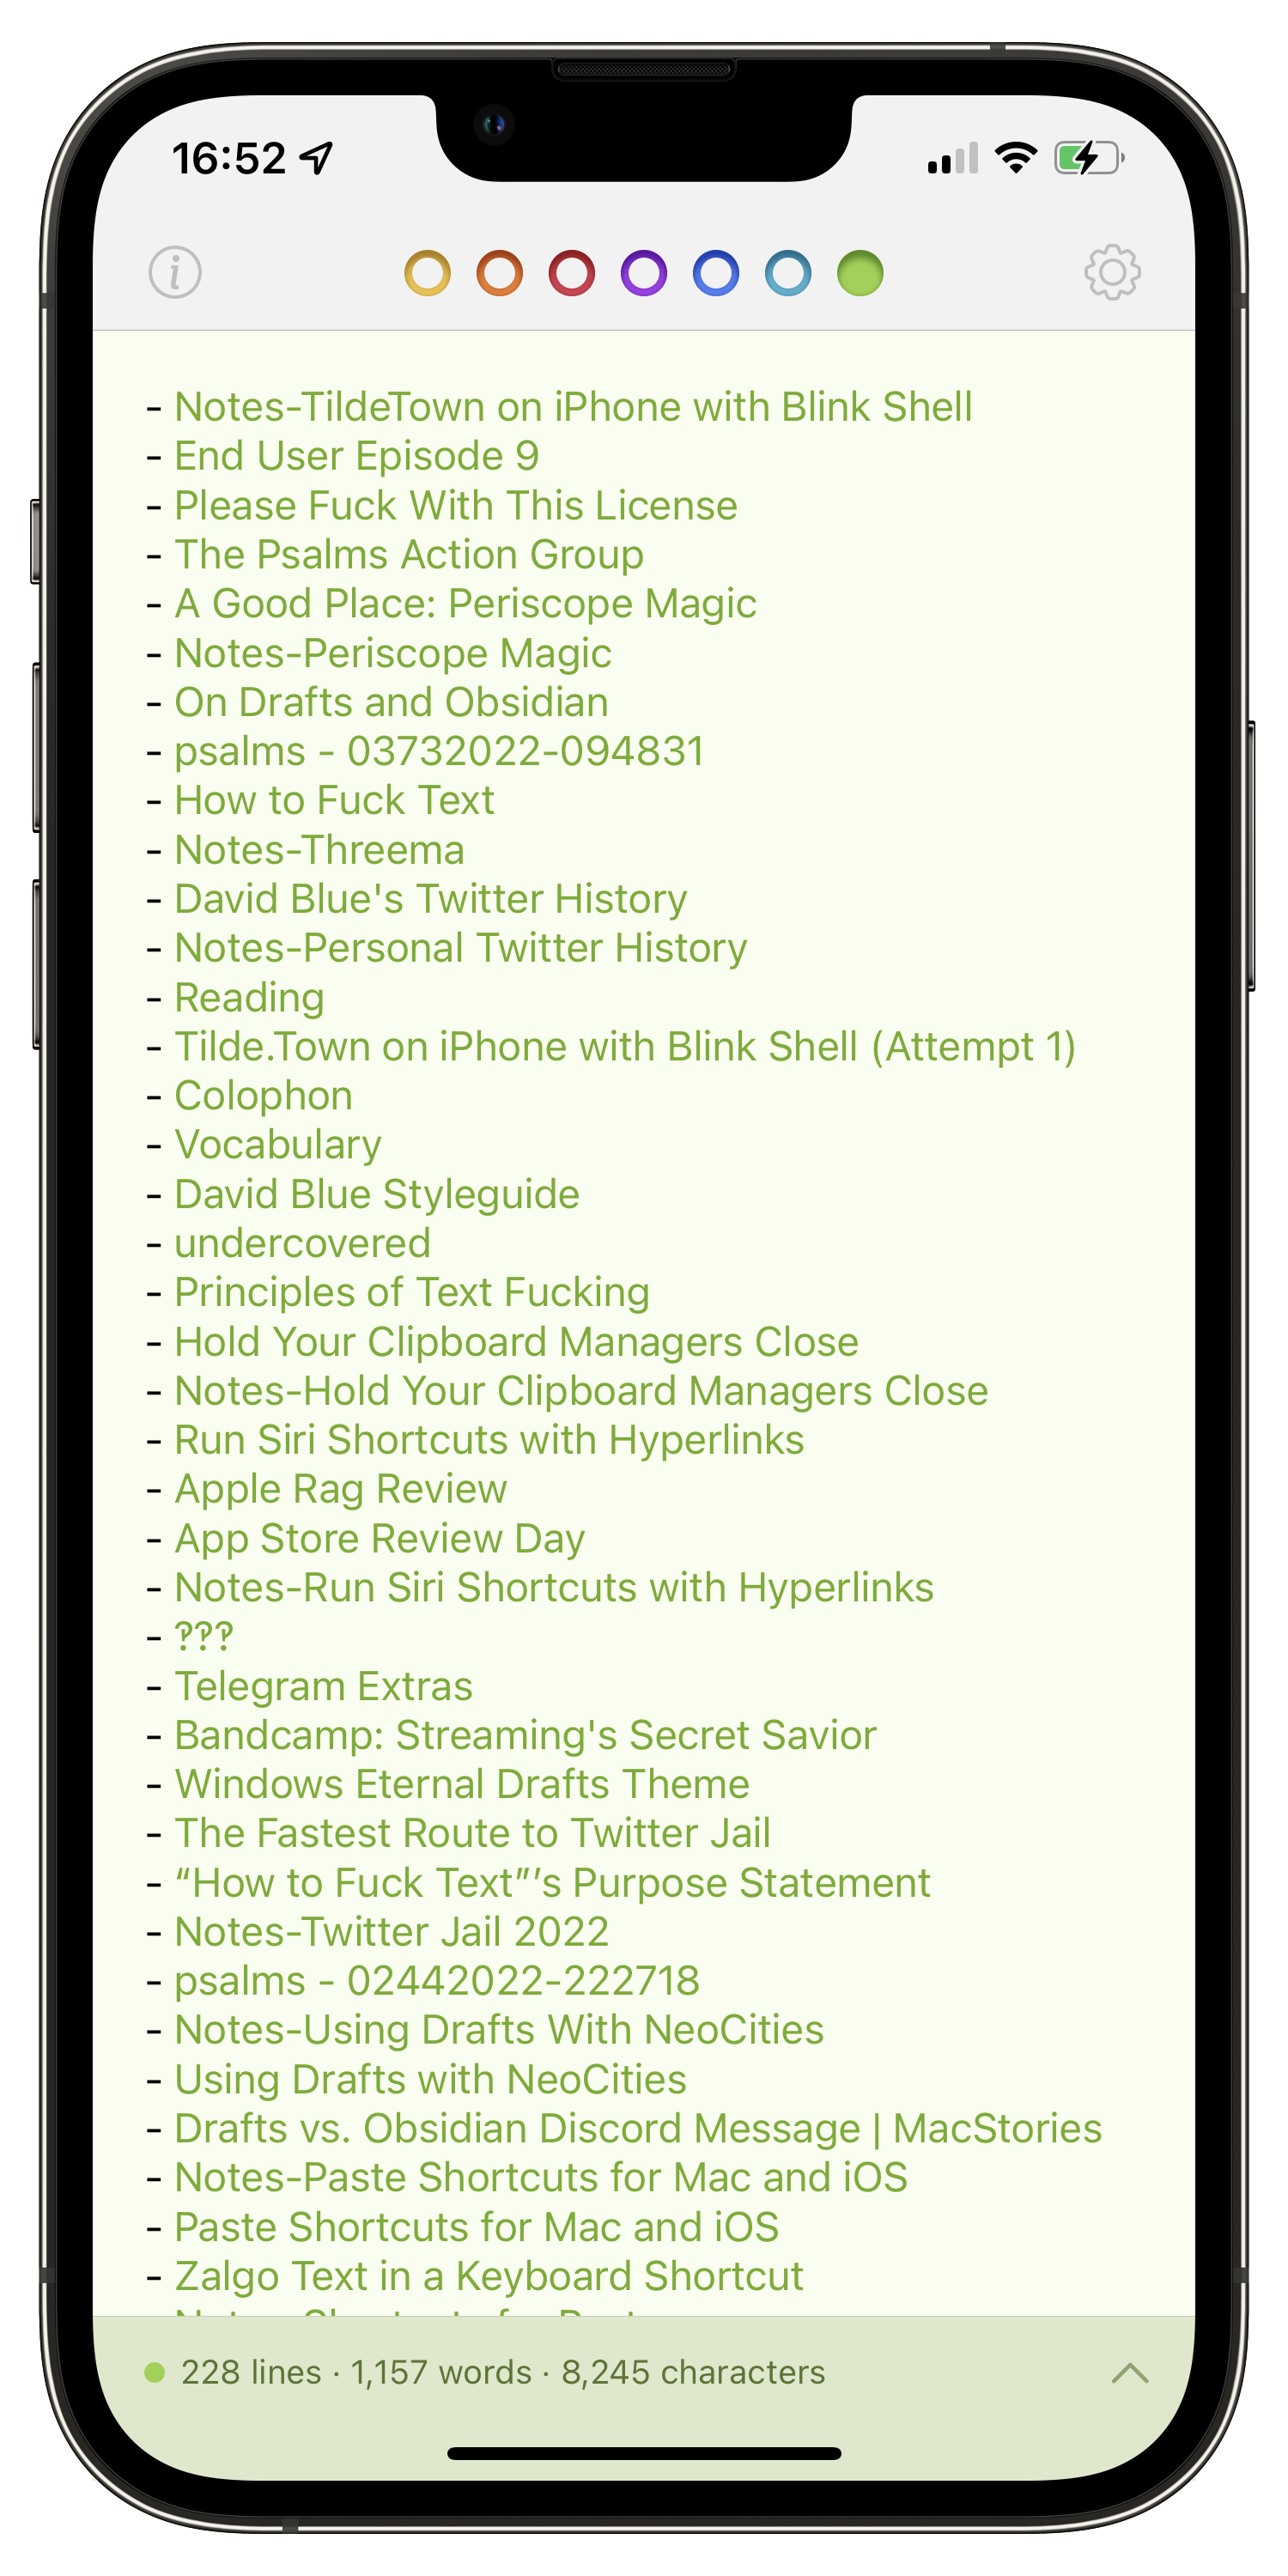 16:52
- Notes-TildeTown on iPhone with Blink Shell
- End User Episode 9
- Please Fuck With This License
- The Psalms Action Group
- A Good Place: Periscope Magic
- Notes-Periscope Magic
- On Drafts and Obsidian
- psalms - 03732022-094831
- How to Fuck Text
- Notes-Threema
- David Blue's Twitter History
- Notes-Personal Twitter History
- Reading
- Tilde.Town on iPhone with Blink Shell (Attempt 1)
- Colophon
- Vocabulary
- David Blue Styleguide
- undercovered
- Principles of Text Fucking
- Hold Your Clipboard Managers Close
- Notes-Hold Your Clipboard Managers Close
- Run Siri Shortcuts with Hyperlinks
- Apple Rag Review
- App Store Review Day
- Notes-Run Siri Shortcuts with Hyperlinks
- ‽‽‽
- Telegram Extras
- Bandcamp: Streaming's Secret Savior
- Windows Eternal Drafts Theme
- The Fastest Route to Twitter Jail
- “How to Fuck Text”’s Purpose Statement
- Notes-Twitter Jail 2022
- psalms - 02442022-222718
- Notes-Using Drafts With NeoCities
- Using Drafts with NeoCities
- Drafts vs. Obsidian Discord Message | MacStories
- Notes-Paste Shortcuts for Mac and iOS
- Paste Shortcuts for Mac and iOS
- Zalgo Text in a Keyboard Shortcut
228 lines · 1,157 words · 8,245 characters